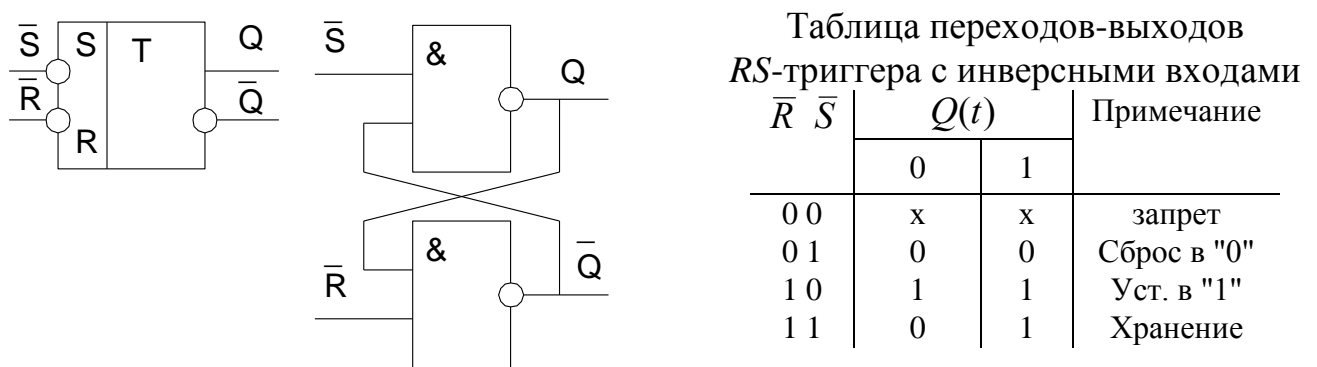 S̅ S T Q
R̅ R Q̅
S̅ & Q
R̅ & Q̅
Таблица переходов-выходов
RS-триггера с инверсными входами
R̅ S̅ Q(t) Примечание
0 1
0 0 x x запрет
0 1 0 0 Сброс в "0"
1 0 1 1 Уст. в "1"
1 1 0 1 Хранение